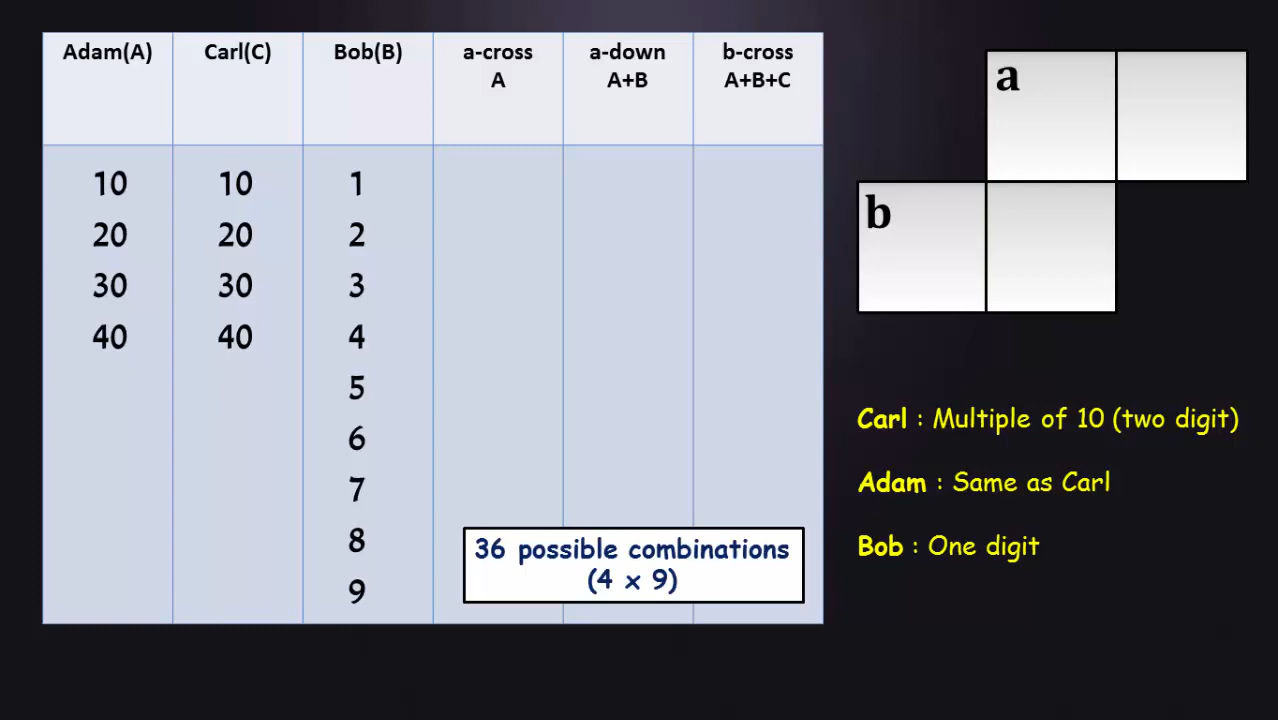 Adam(A) Carl(C) Bob(B) a-cross a-down b-cross
A A+B A+B+C
10 10 1
20 20 2
30 30 3
40 40 4
5
6
7
8
9
36 possible combinations
(4 x 9)
a
b
Carl : Multiple of 10 (two digit)
Adam : Same as Carl
Bob : One digit